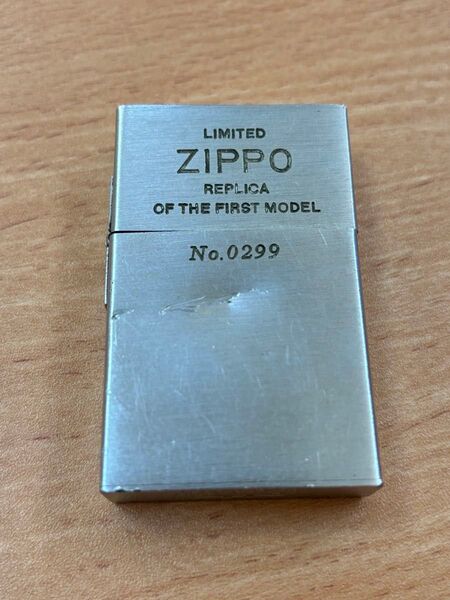 LIMITED
ZIPPO
REPLICA
OF THE FIRST MODEL
No.0299